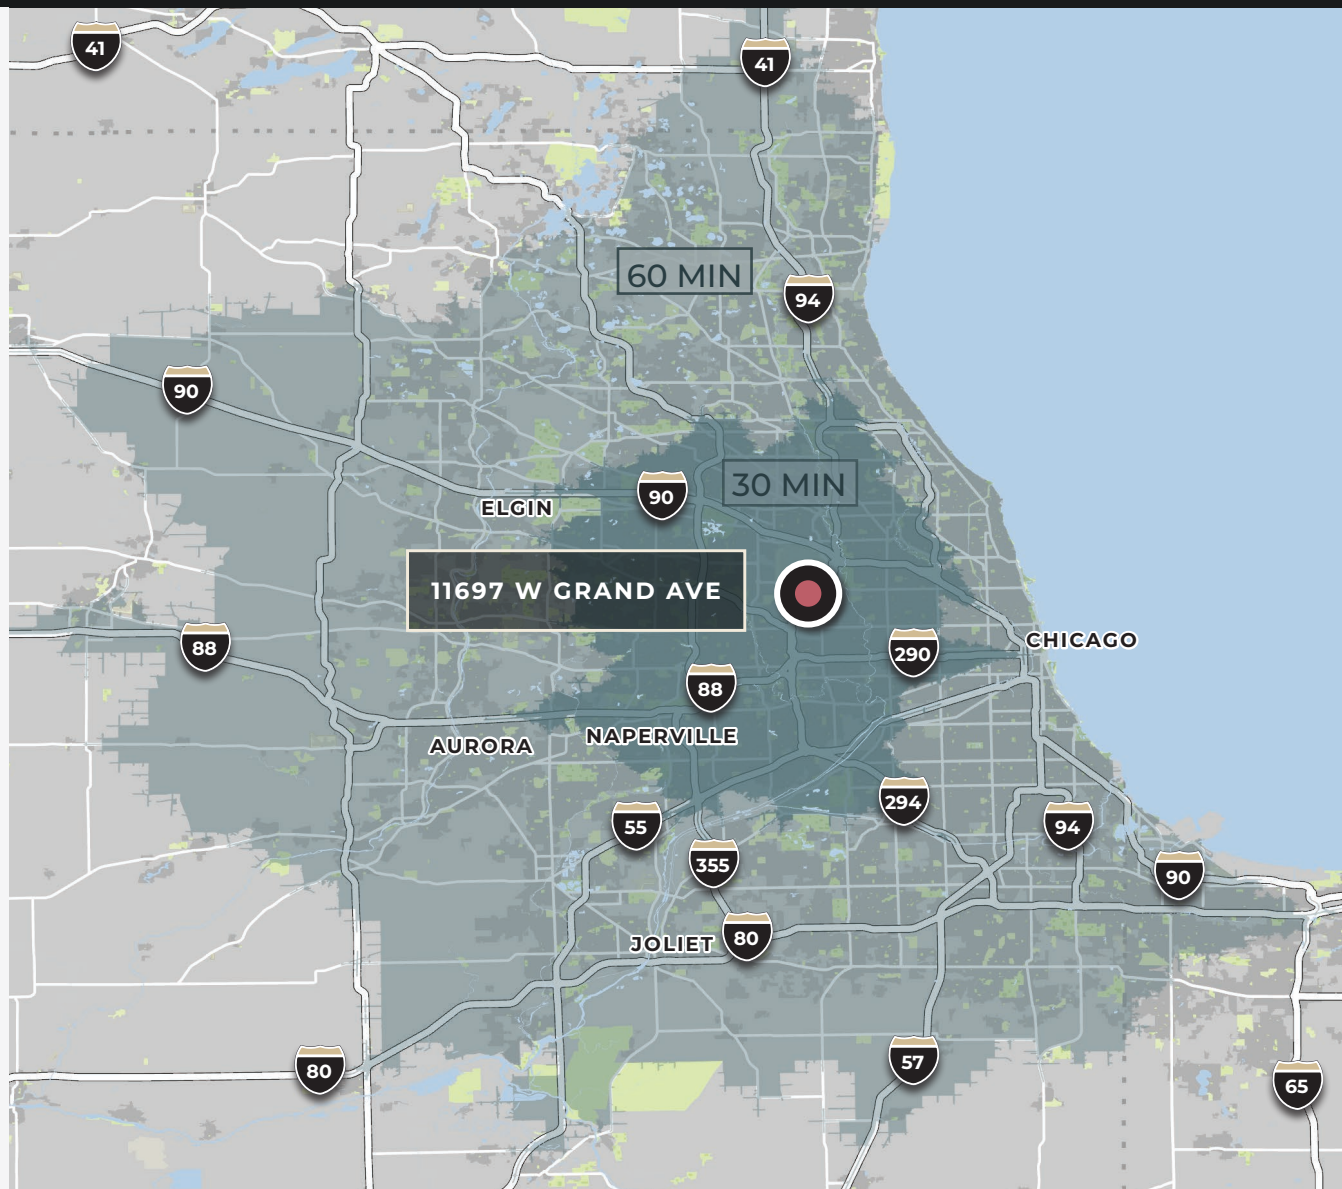 41
41
60 MIN
94
90
30 MIN
90
ELGIN
11697 W GRAND AVE
88
290
CHICAGO
88
AURORA
NAPERVILLE
55
294
94
355
90
JOLIET
80
57
80
65